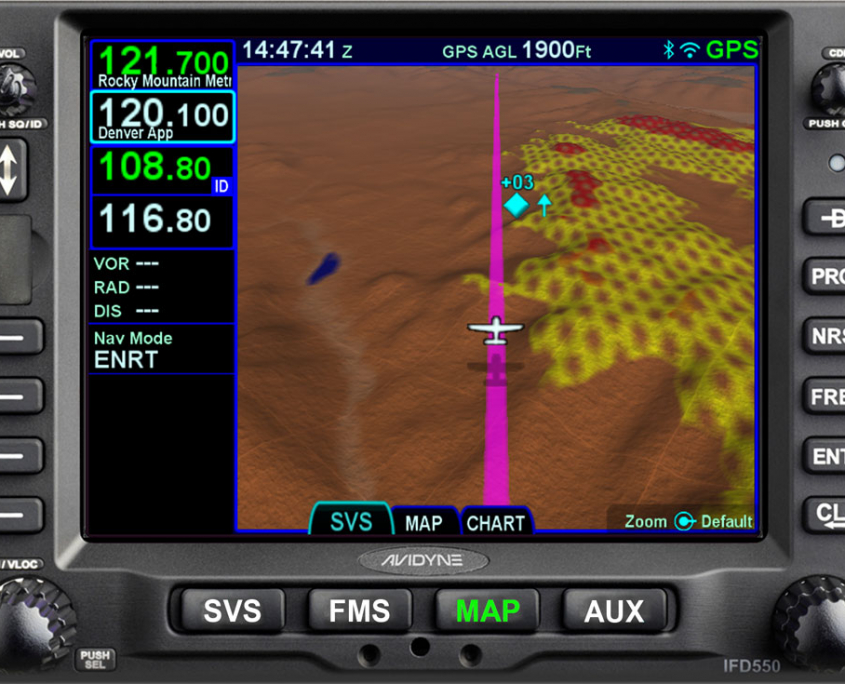 VOL
121.700
Rocky Mountain Metr
14:47:41 Z
GPS AGL 1900Ft
GPS
PUSH
SQ/ID
120.100
Denver App
+03
108.80
ID
116.80
VOR ---
RAD ---
DIS ---
Nav Mode
ENRT
PRO
NRS
FRE
ENT
CL
SVS
MAP
CHART
Zoom
Default
AVIDYNE
/VLOC
SVS
FMS
MAP
AUX
PUSH
SEL
IFD550